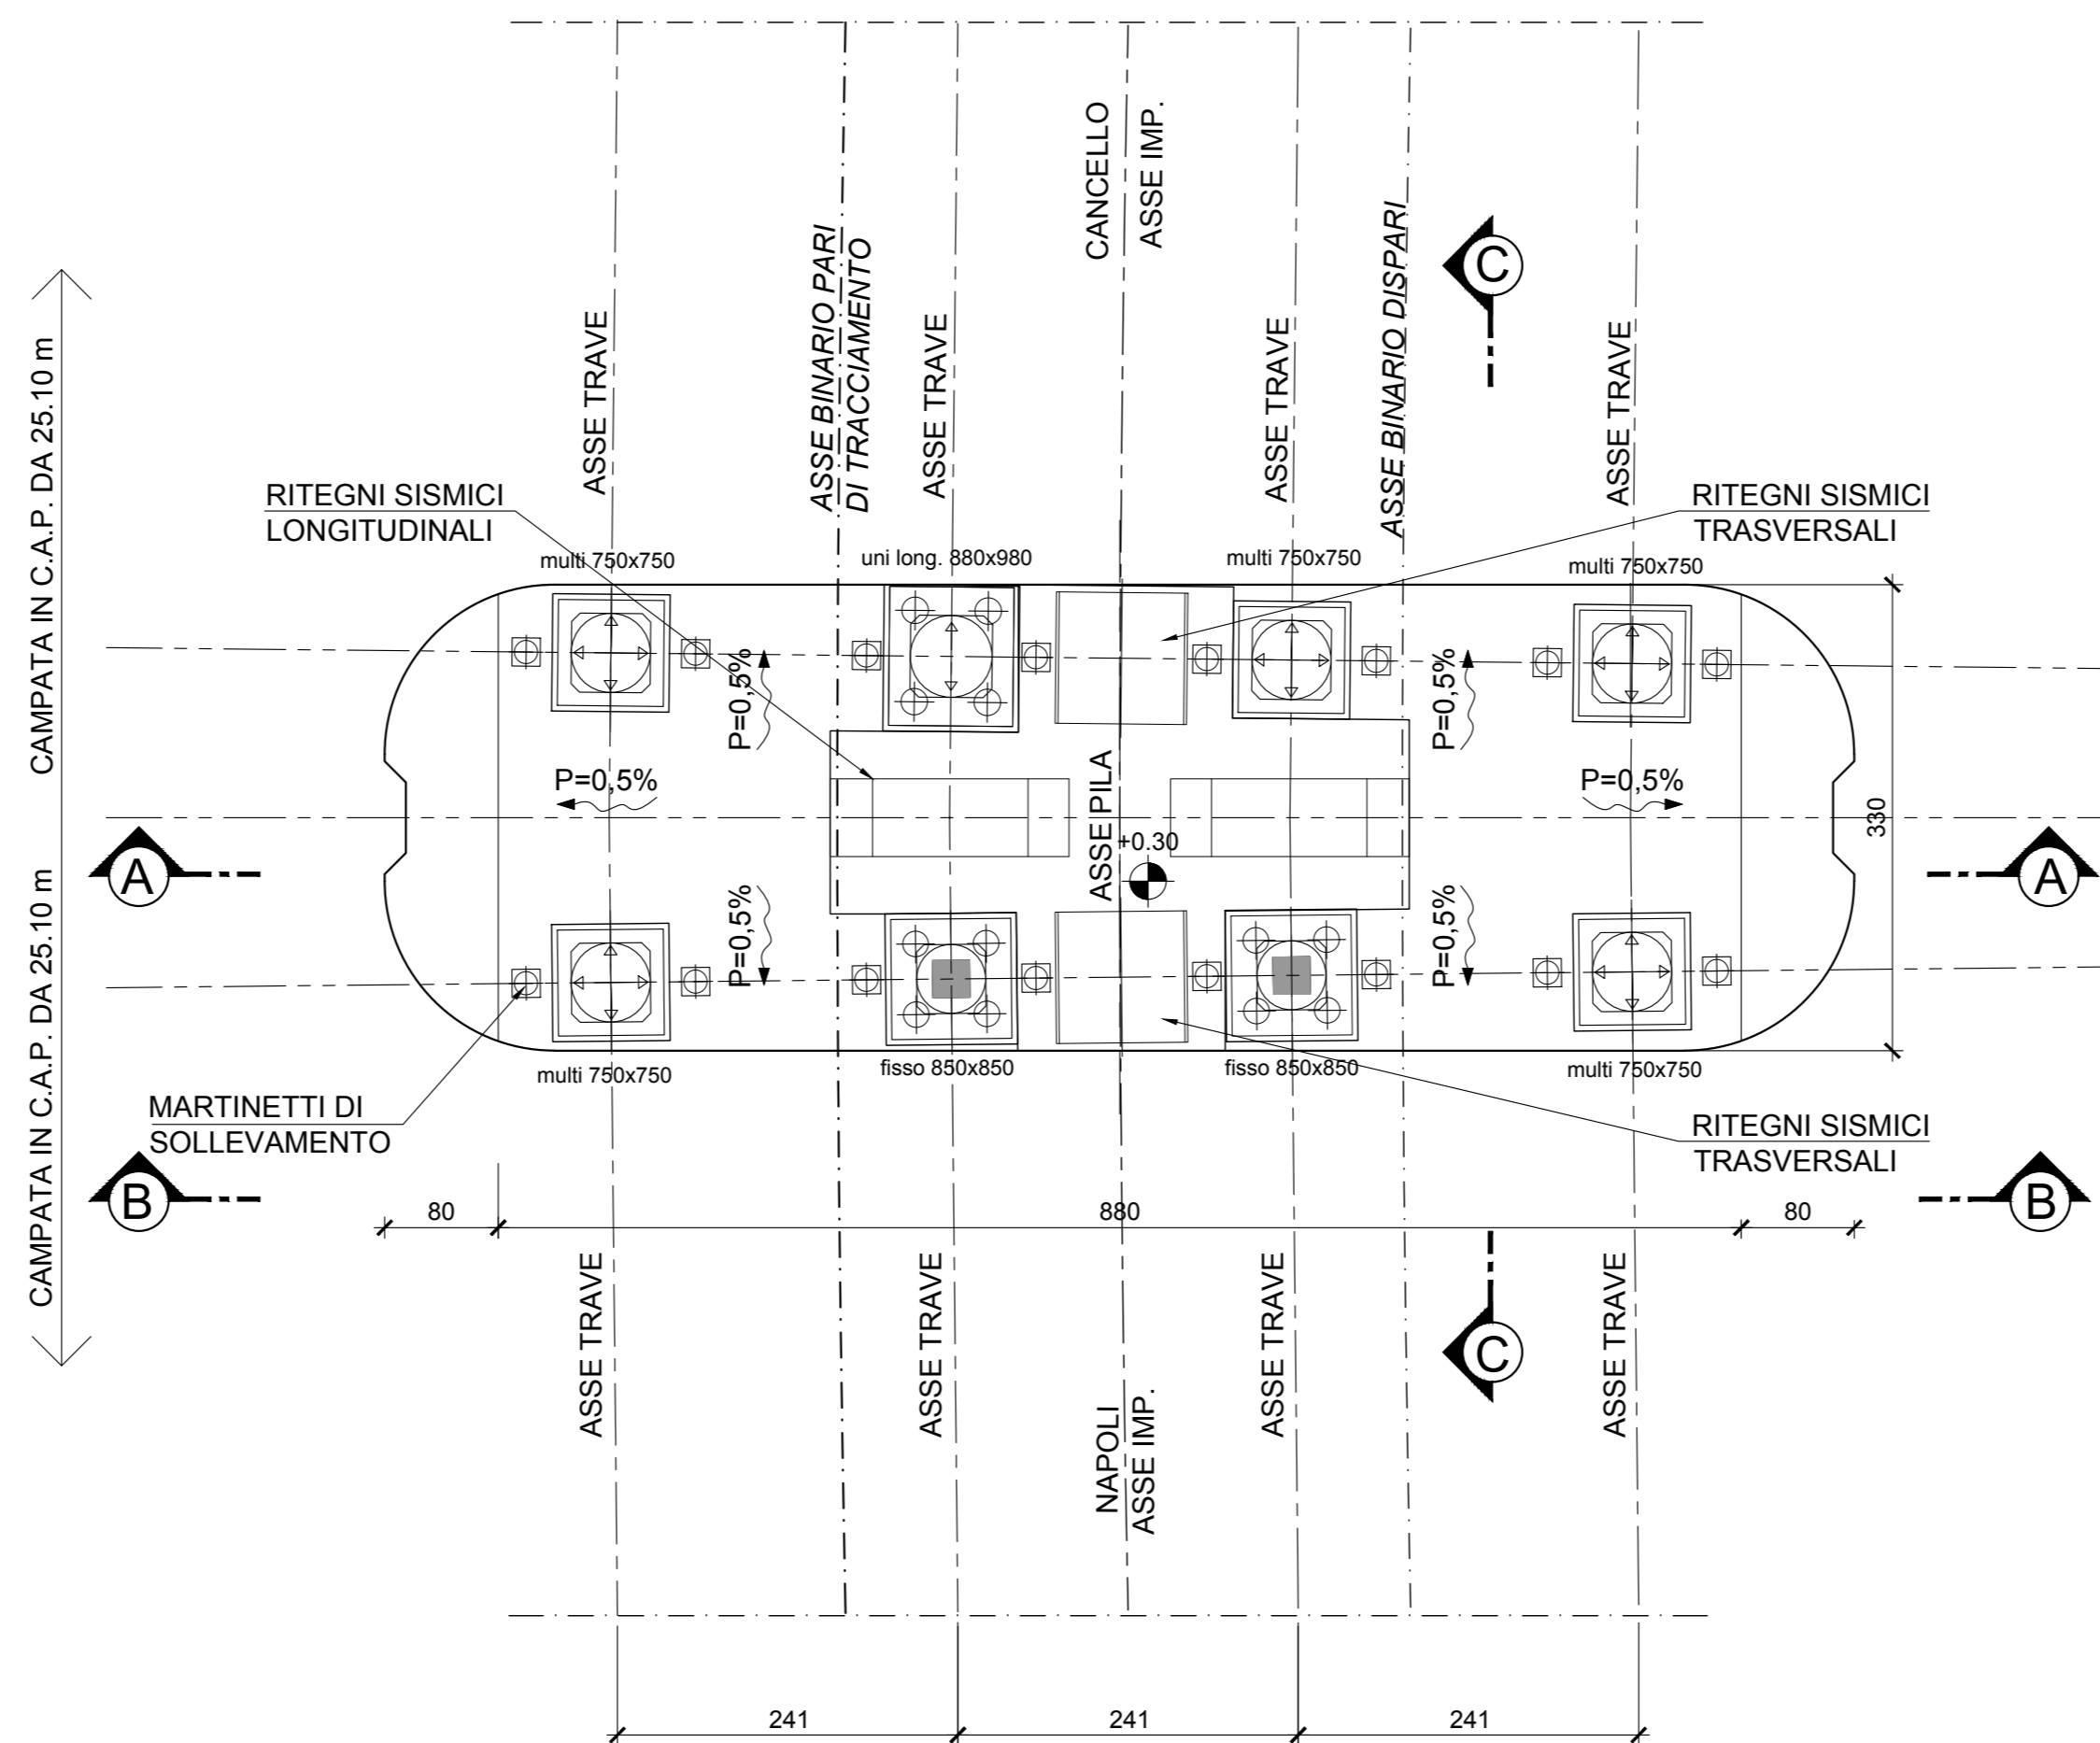 CANCELLO
ASSE IMP.
CAMPATA IN C.A.P. DA 25.10 m
CAMPATA IN C.A.P. DA 25.10 m
ASSE TRAVE
ASSE BINARIO PARI
DI TRACCIAMENTO
ASSE TRAVE
ASSE TRAVE
ASSE BINARIO DISPARI
ASSE TRAVE
C
RITEGNI SISMICI
LONGITUDINALI
RITEGNI SISMICI
TRASVERSALI
multi 750x750
uni long. 880x980
multi 750x750
multi 750x750
P=0,5%
P=0,5%
P=0,5%
P=0,5%
ASSE PILA
+0.30
330
A
A
P=0,5%
P=0,5%
multi 750x750
fisso 850x850
fisso 850x850
multi 750x750
MARTINETTI DI
SOLLEVAMENTO
RITEGNI SISMICI
TRASVERSALI
B
B
80
880
80
ASSE TRAVE
ASSE TRAVE
ASSE TRAVE
ASSE TRAVE
C
NAPOLI
ASSE IMP.
241
241
241